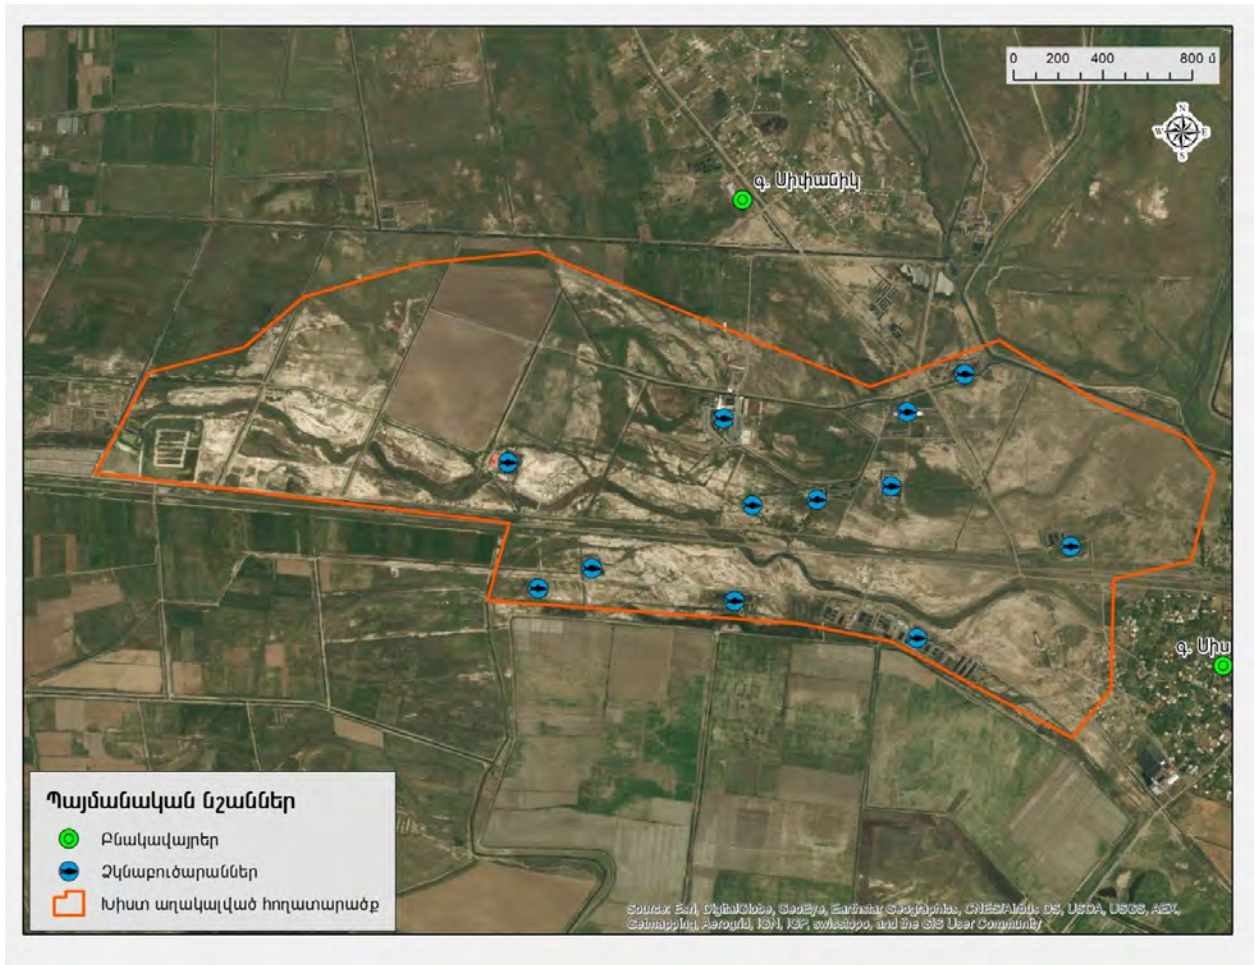 0 200 400 800 մ
N
W E
S
գ. Սիփանիկ
գ. Սիս
Պայմանական նշաններ
Բնակավայրեր
Ձկնաբուծարաններ
Խիստ աղակալված հողատարածք
Source: Esri, DigitalGlobe, GeoEye, Earthstar Geographics, CNES/Airbus DS, USDA, USGS, AEX,
Getmapping, Aerogrid, IGN, IGP, swisstopo, and the GIS User Community